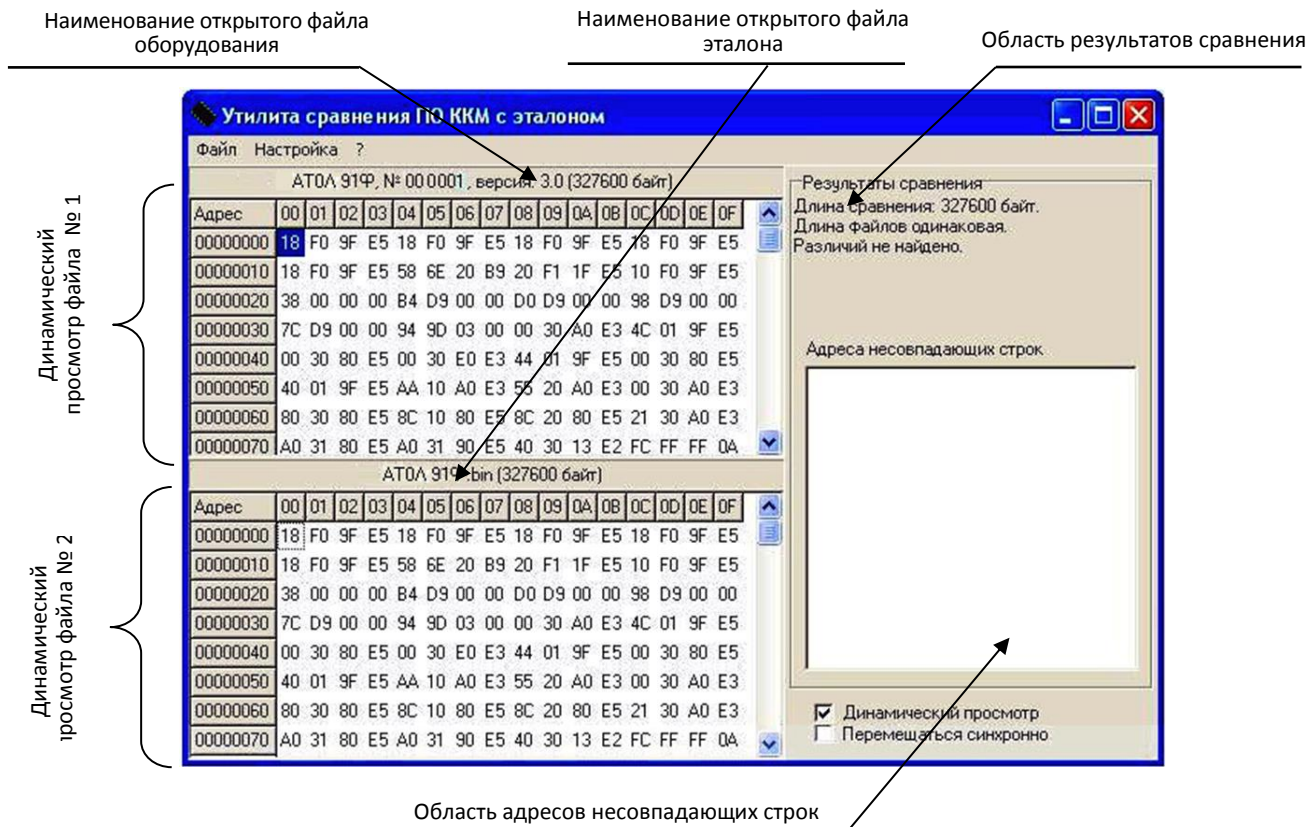 Наименование открытого файла
оборудования
Наименование открытого файла
эталона
Область результатов сравнения
Утилита сравнения ПО ККМ с эталоном
Файл Настройка ?
Динамический
просмотр файла № 1
АТОЛ 91Ф, № 000001, версия: 3.0 (327600 байт)
Адрес 00 01 02 03 04 05 06 07 08 09 0A 0B 0C 0D 0E 0F
00000000 18 F0 9F E5 18 F0 9F E5 18 F0 9F E5 18 F0 9F E5
00000010 18 F0 9F E5 58 6E 20 B9 20 F1 1F E5 10 F0 9F E5
00000020 38 00 00 00 B4 D9 00 00 D0 D9 00 00 98 D9 00 00
00000030 7C D9 00 00 94 9D 03 00 00 30 A0 E3 4C 01 9F E5
00000040 00 30 80 E5 00 30 E0 E3 44 01 9F E5 00 30 80 E5
00000050 40 01 9F E5 AA 10 A0 E3 55 20 A0 E3 00 30 A0 E3
00000060 80 30 80 E5 8C 10 80 E5 8C 20 80 E5 21 30 A0 E3
00000070 A0 31 80 E5 A0 31 90 E5 40 30 13 E2 FC FF FF 0A
Динамический
просмотр файла № 2
АТОЛ 91Ф.bin (327600 байт)
Адрес 00 01 02 03 04 05 06 07 08 09 0A 0B 0C 0D 0E 0F
00000000 18 F0 9F E5 18 F0 9F E5 18 F0 9F E5 18 F0 9F E5
00000010 18 F0 9F E5 58 6E 20 B9 20 F1 1F E5 10 F0 9F E5
00000020 38 00 00 00 B4 D9 00 00 D0 D9 00 00 98 D9 00 00
00000030 7C D9 00 00 94 9D 03 00 00 30 A0 E3 4C 01 9F E5
00000040 00 30 80 E5 00 30 E0 E3 44 01 9F E5 00 30 80 E5
00000050 40 01 9F E5 AA 10 A0 E3 55 20 A0 E3 00 30 A0 E3
00000060 80 30 80 E5 8C 10 80 E5 8C 20 80 E5 21 30 A0 E3
00000070 A0 31 80 E5 A0 31 90 E5 40 30 13 E2 FC FF FF 0A
Результаты сравнения
Длина сравнения: 327600 байт.
Длина файлов одинаковая.
Различий не найдено.
Адреса несовпадающих строк
Динамический просмотр
Перемещаться синхронно
Область адресов несовпадающих строк